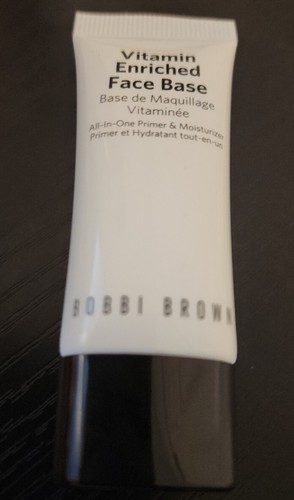 Vitamin
Enriched
Face Base
Base de Maquillage
Vitaminée
All-In-One Primer & Moisturizer
Primer et Hydratant tout-en-un
BOBBI BROWN